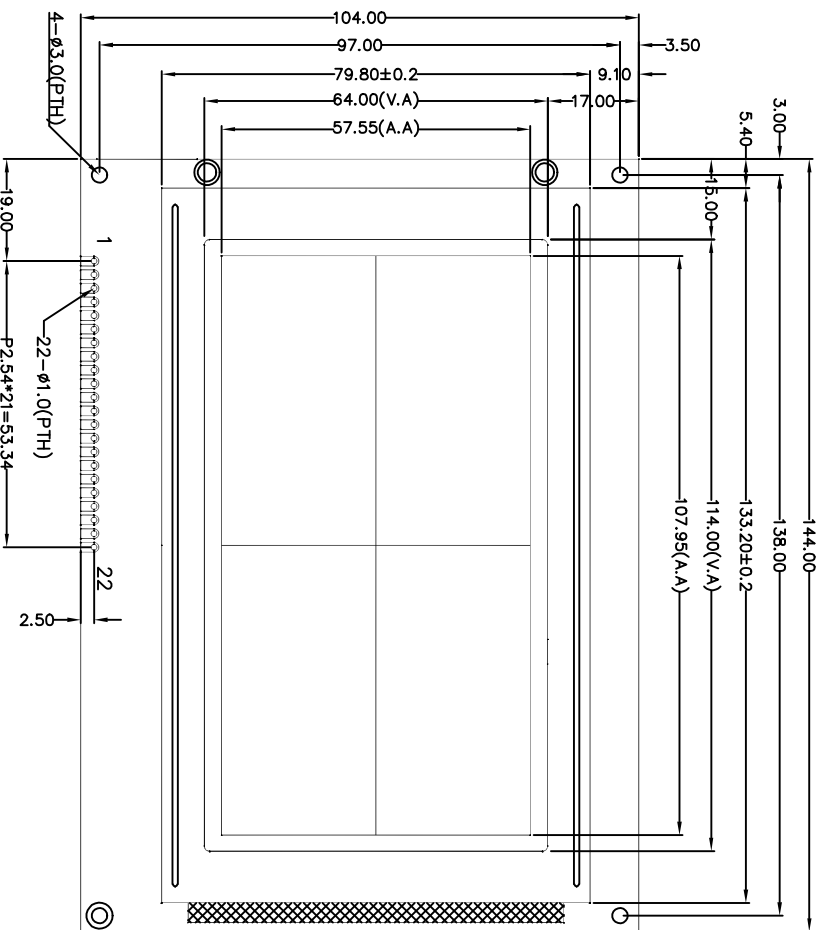 104.00
97.00
3.50
79.80±0.2
9.10
64.00(V.A)
17.00
57.55(A.A)
3.00
5.40
15.00
4-ø3.0(PTH)
19.00
1
22-ø1.0(PTH)
P2.54*21=53.34
22
2.50
107.95(A.A)
114.00(V.A)
133.20±0.2
138.00
144.00